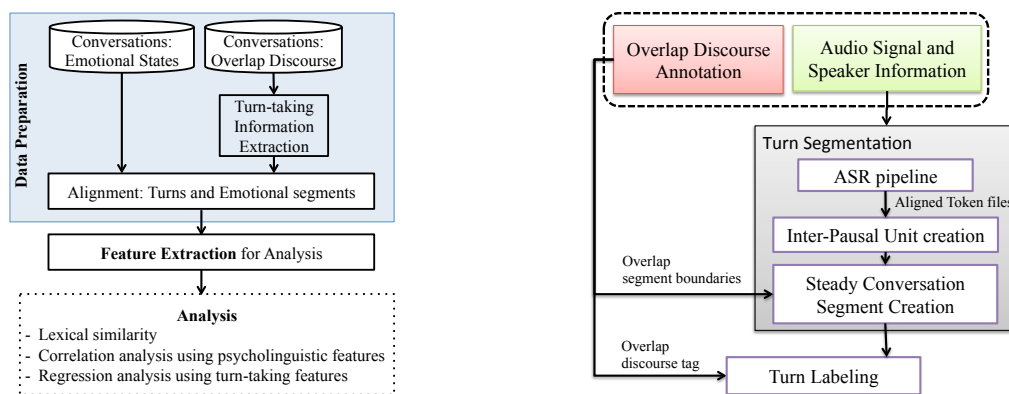 Conversations:
Emotional States
Conversations:
Overlap Discourse
Data Preparation
Turn-taking
Information
Extraction
Alignment: Turns and Emotional segments
Feature Extraction for Analysis
Analysis
- Lexical similarity
- Correlation analysis using psycholinguistic features
- Regression analysis using turn-taking features
Overlap Discourse
Annotation
Audio Signal and
Speaker Information
Turn Segmentation
ASR pipeline
Aligned Token files
Inter-Pausal Unit creation
Overlap
segment boundaries
Steady Conversation
Segment Creation
Overlap
discourse tag
Turn Labeling